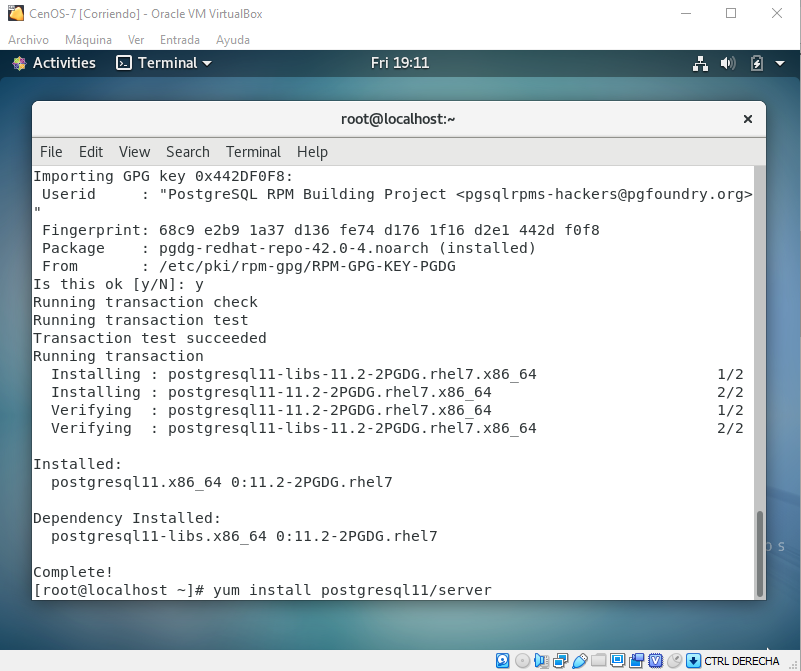 CenOS-7 [Corriendo] - Oracle VM VirtualBox
Archivo Máquina Ver Entrada Ayuda
Activities Terminal Fri 19:11
root@localhost:~
File Edit View Search Terminal Help
Importing GPG key 0x442DF0F8:
 Userid     : "PostgreSQL RPM Building Project <pgsqlrpms-hackers@pgfoundry.org>
"
 Fingerprint: 68c9 e2b9 1a37 d136 fe74 d176 1f16 d2e1 442d f0f8
 Package    : pgdg-redhat-repo-42.0-4.noarch (installed)
 From       : /etc/pki/rpm-gpg/RPM-GPG-KEY-PGDG
Is this ok [y/N]: y
Running transaction check
Running transaction test
Transaction test succeeded
Running transaction
  Installing : postgresql11-libs-11.2-2PGDG.rhel7.x86_64                    1/2
  Installing : postgresql11-11.2-2PGDG.rhel7.x86_64                         2/2
  Verifying  : postgresql11-11.2-2PGDG.rhel7.x86_64                         1/2
  Verifying  : postgresql11-libs-11.2-2PGDG.rhel7.x86_64                    2/2
Installed:
  postgresql11.x86_64 0:11.2-2PGDG.rhel7
Dependency Installed:
  postgresql11-libs.x86_64 0:11.2-2PGDG.rhel7
Complete!
[root@localhost ~]# yum install postgresql11/server
CTRL DERECHA